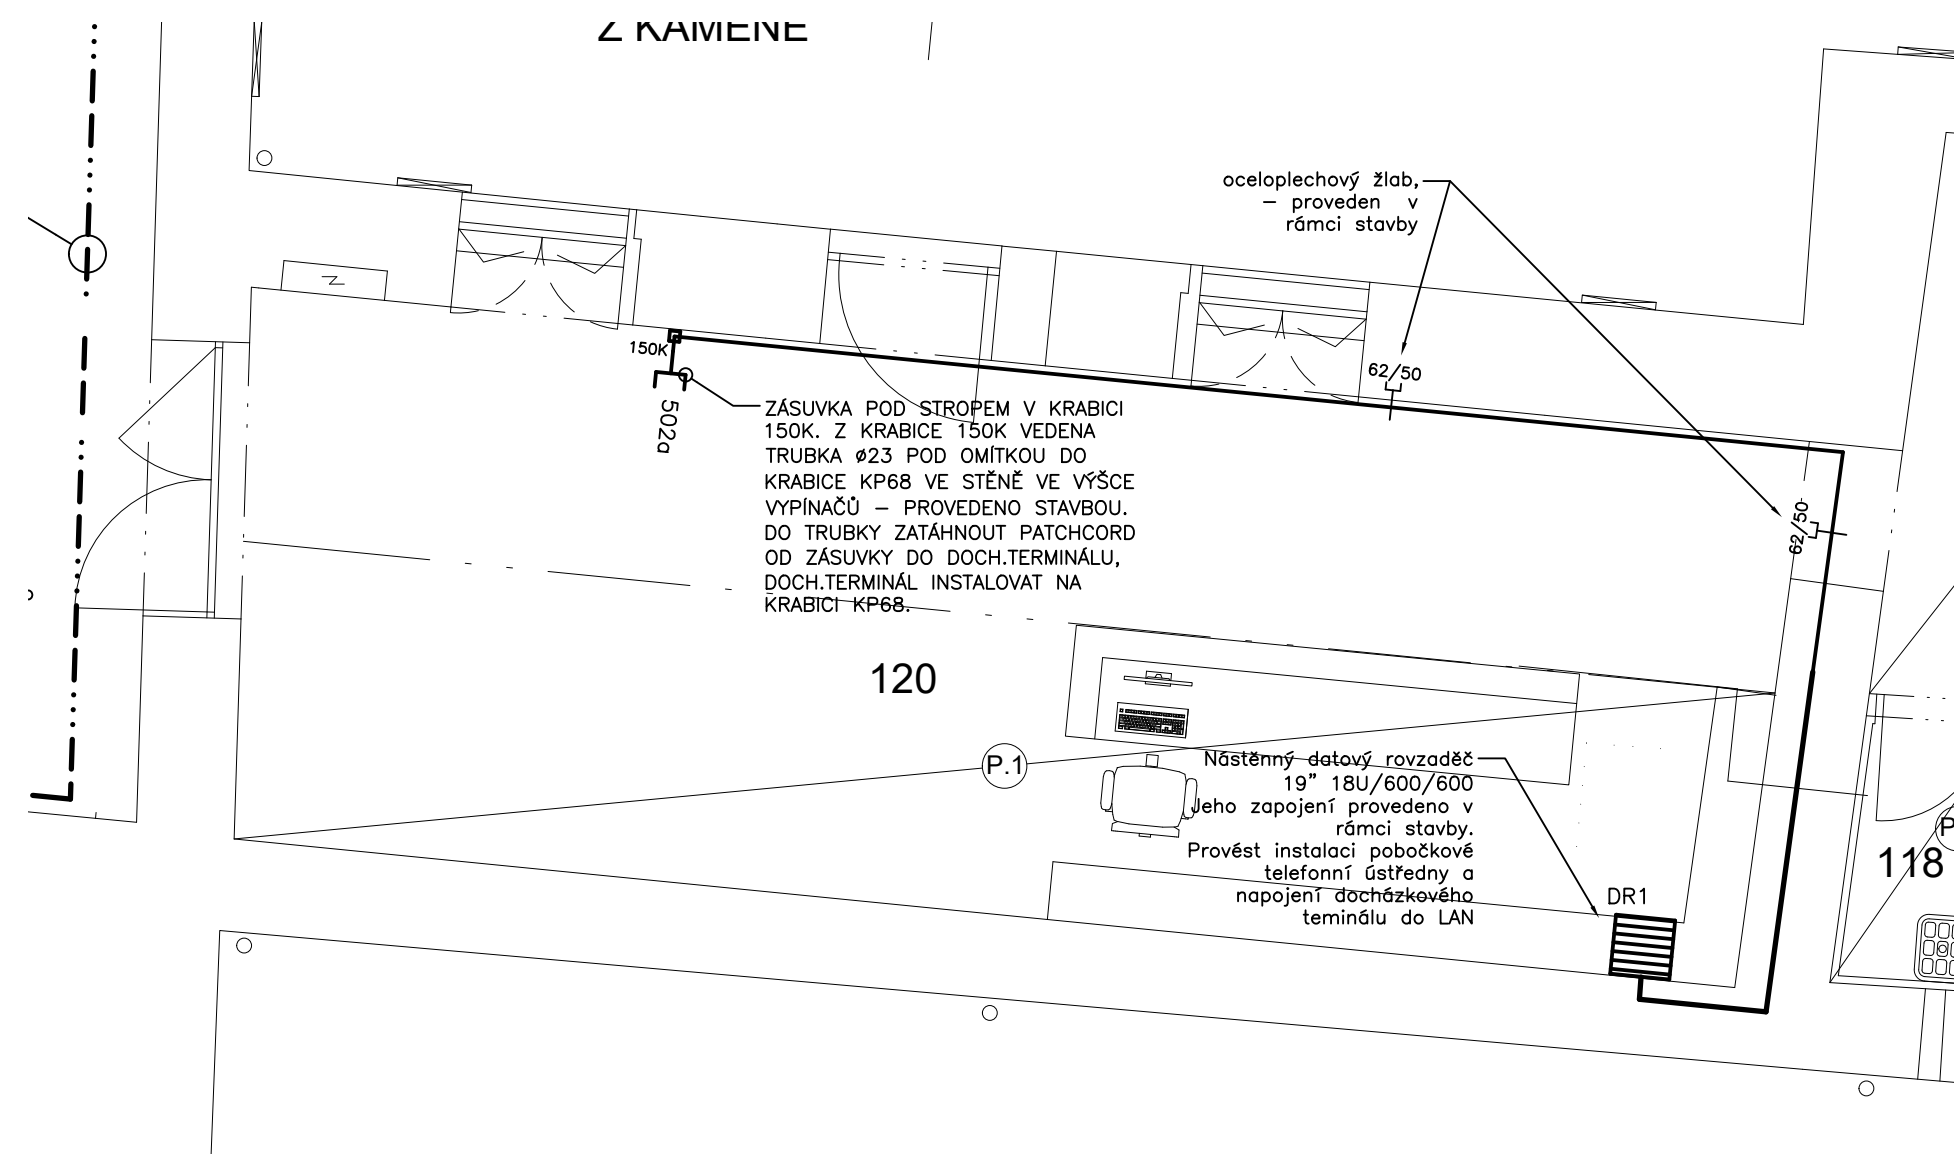 Z KAMENE
oceloplechový žlab,
– proveden v
rámci stavby
150K
62/50
502a
ZÁSUVKA POD STROPEM V KRABICI
150K. Z KRABICE 150K VEDENA
TRUBKA ø23 POD OMÍTKOU DO
KRABICE KP68 VE STĚNĚ VE VÝŠCE
VYPÍNAČŮ – PROVEDENO STAVBOU.
DO TRUBKY ZATÁHNOUT PATCHCORD
OD ZÁSUVKY DO DOCH.TERMINÁLU,
DOCH.TERMINÁL INSTALOVAT NA
KRABICI KP68.
62/50
120
P.1
Nástěnný datový rovzaděč
19" 18U/600/600
Jeho zapojení provedeno v
rámci stavby.
Provést instalaci pobočkové
telefonní ústředny a
napojení docházkového
teminálu do LAN
DR1
P
118